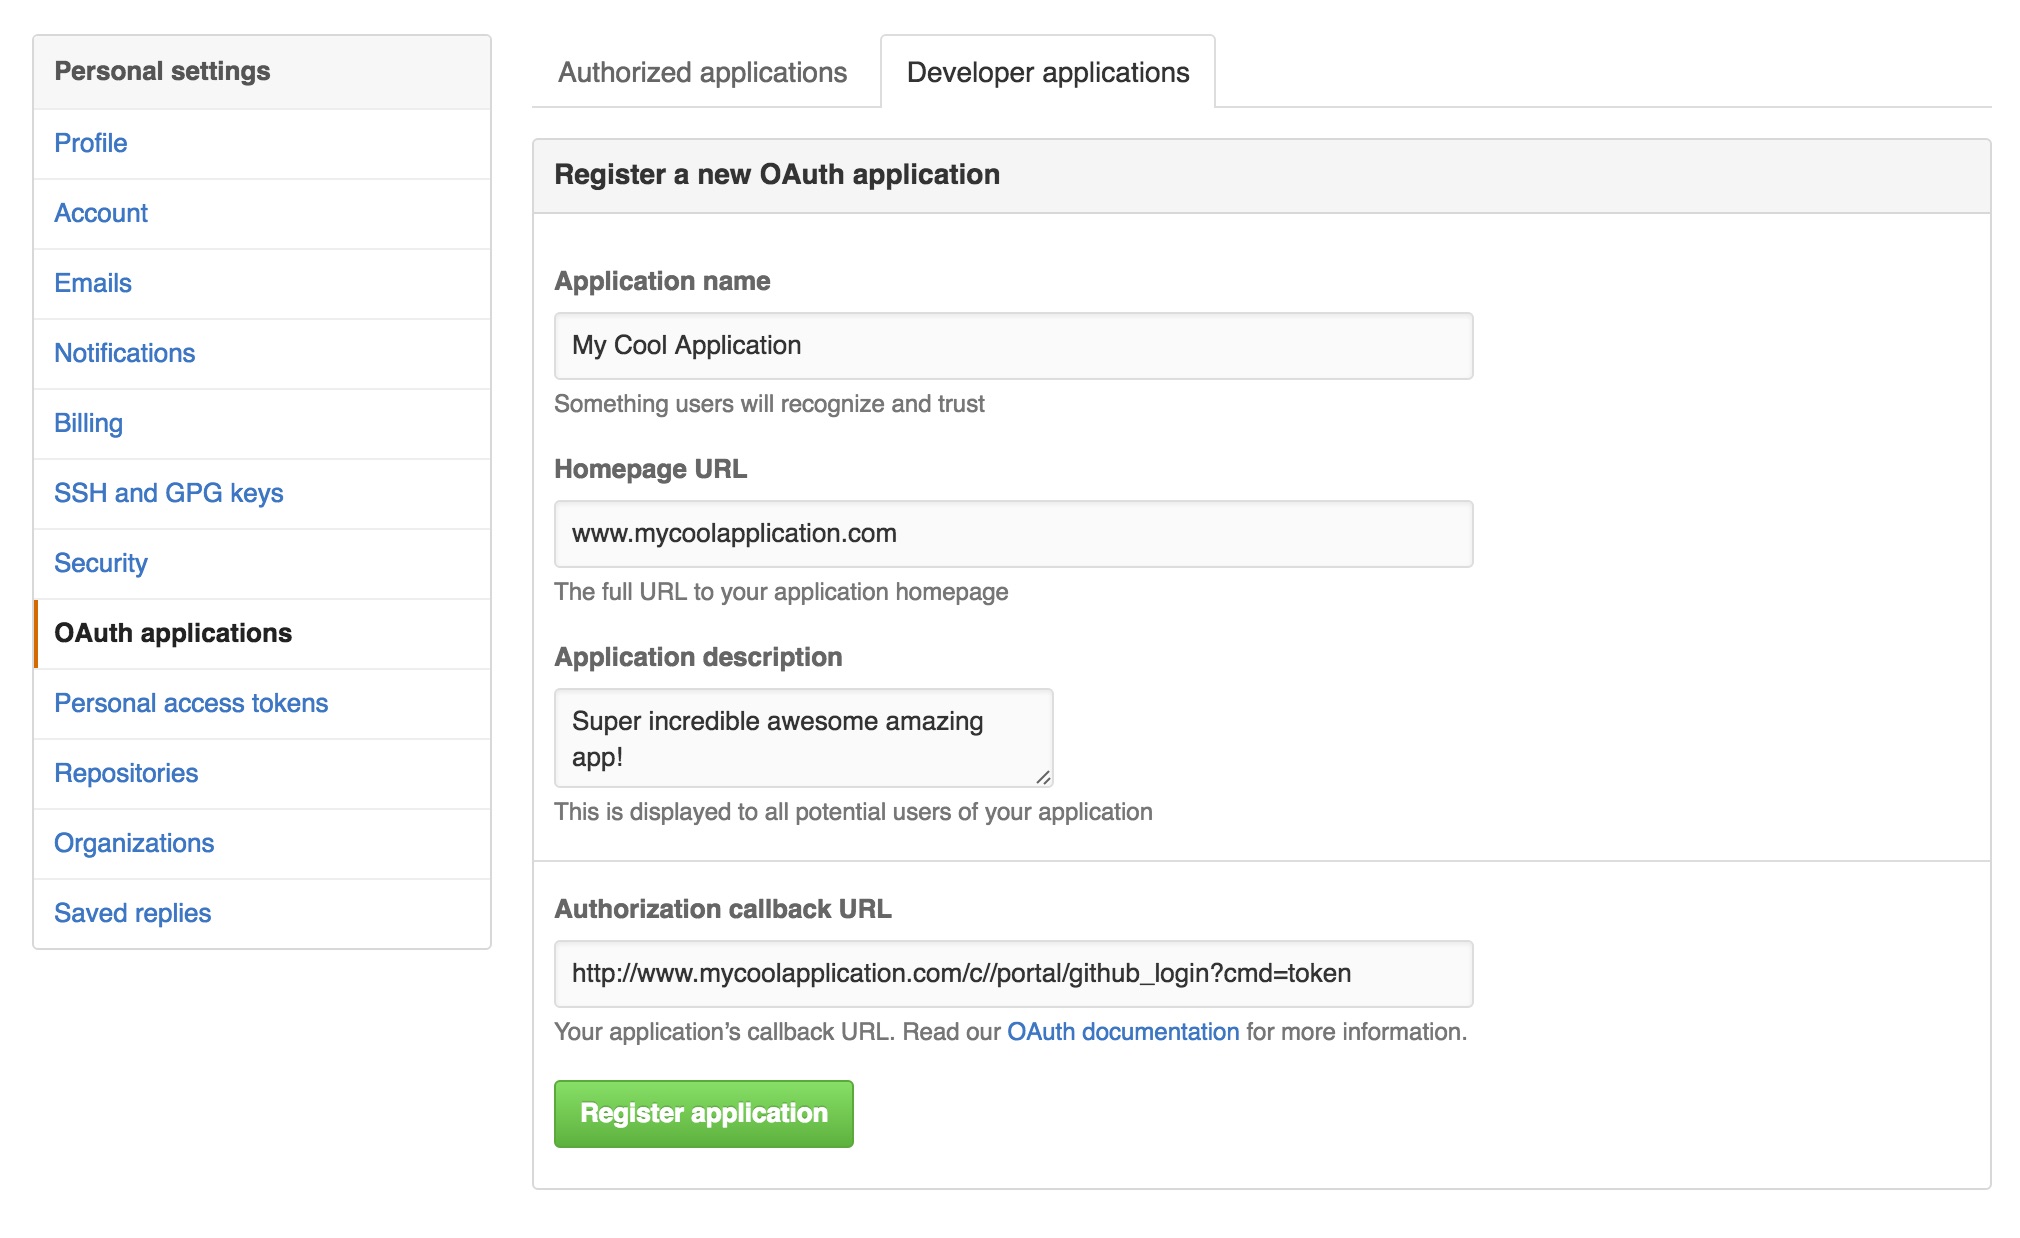 Personal settings
Profile
Account
Emails
Notifications
Billing
SSH and GPG keys
Security
OAuth applications
Personal access tokens
Repositories
Organizations
Saved replies
Authorized applications
Developer applications
Register a new OAuth application
Application name
My Cool Application
Something users will recognize and trust
Homepage URL
www.mycoolapplication.com
The full URL to your application homepage
Application description
Super incredible awesome amazing
app!
This is displayed to all potential users of your application
Authorization callback URL
http://www.mycoolapplication.com/c//portal/github_login?cmd=token
Your application’s callback URL. Read our OAuth documentation for more information.
Register application